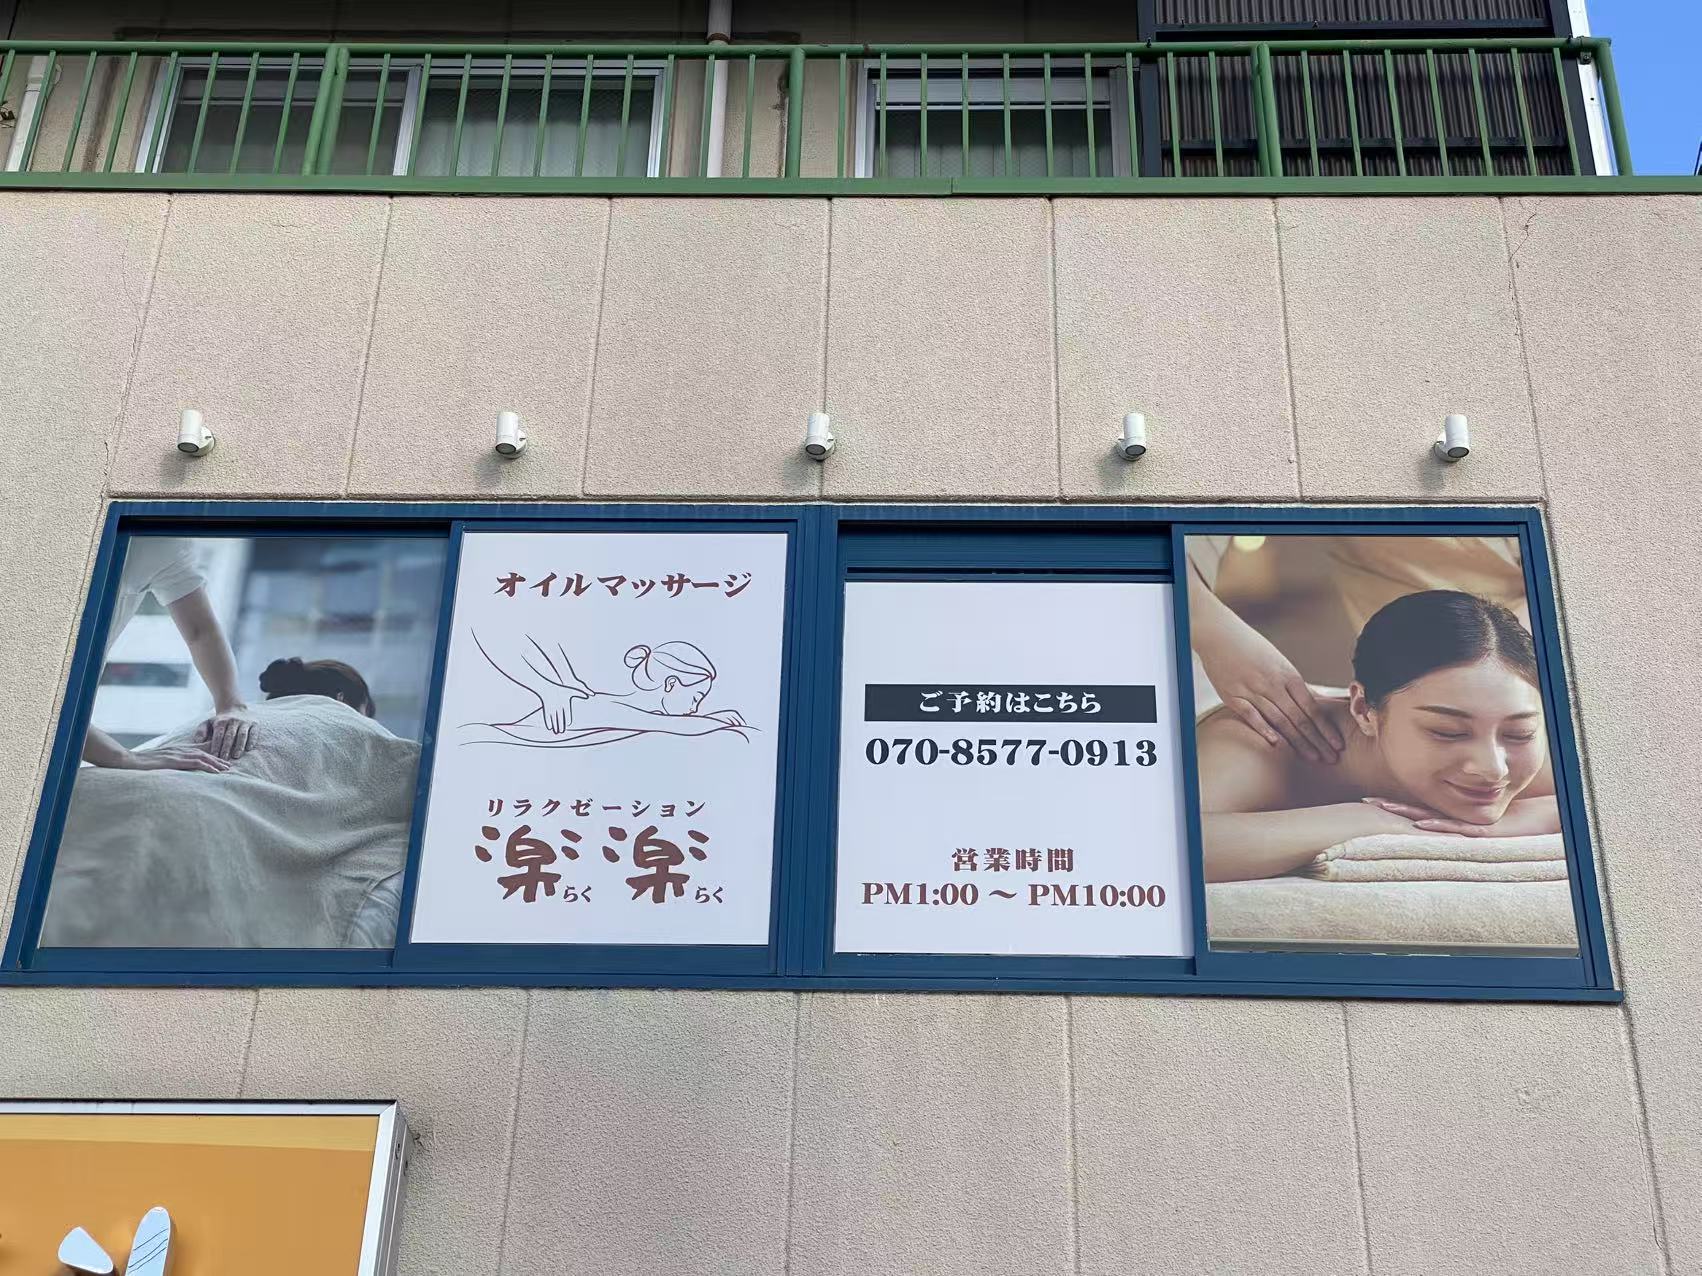 オイルマッサージ
リラクゼーション
楽楽
らく らく
ご予約はこちら
070-8577-0913
営業時間
PM1:00 ～ PM10:00